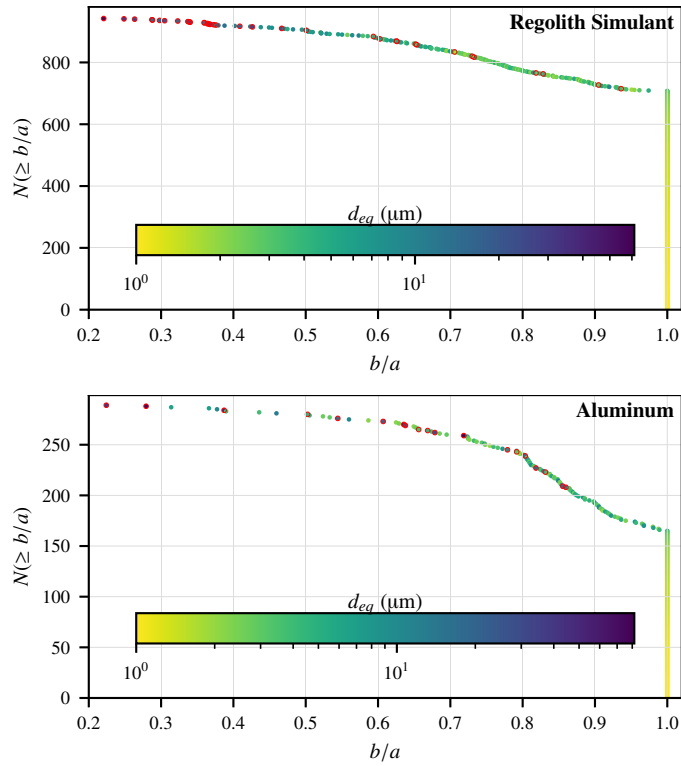 Regolith Simulant
N(≥ b/a)
800
600
400
200
0
d_eq (μm)
10^0
10^1
0.2 0.3 0.4 0.5 0.6 0.7 0.8 0.9 1.0
b/a
Aluminum
N(≥ b/a)
250
200
150
100
50
0
d_eq (μm)
10^0
10^1
0.2 0.3 0.4 0.5 0.6 0.7 0.8 0.9 1.0
b/a